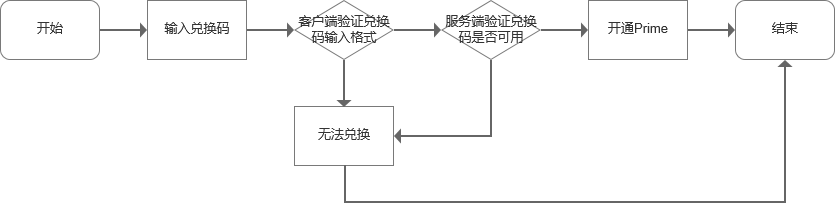 开始
输入兑换码
客户端验证兑换
码输入格式
服务端验证兑换
码是否可用
开通Prime
结束
无法兑换